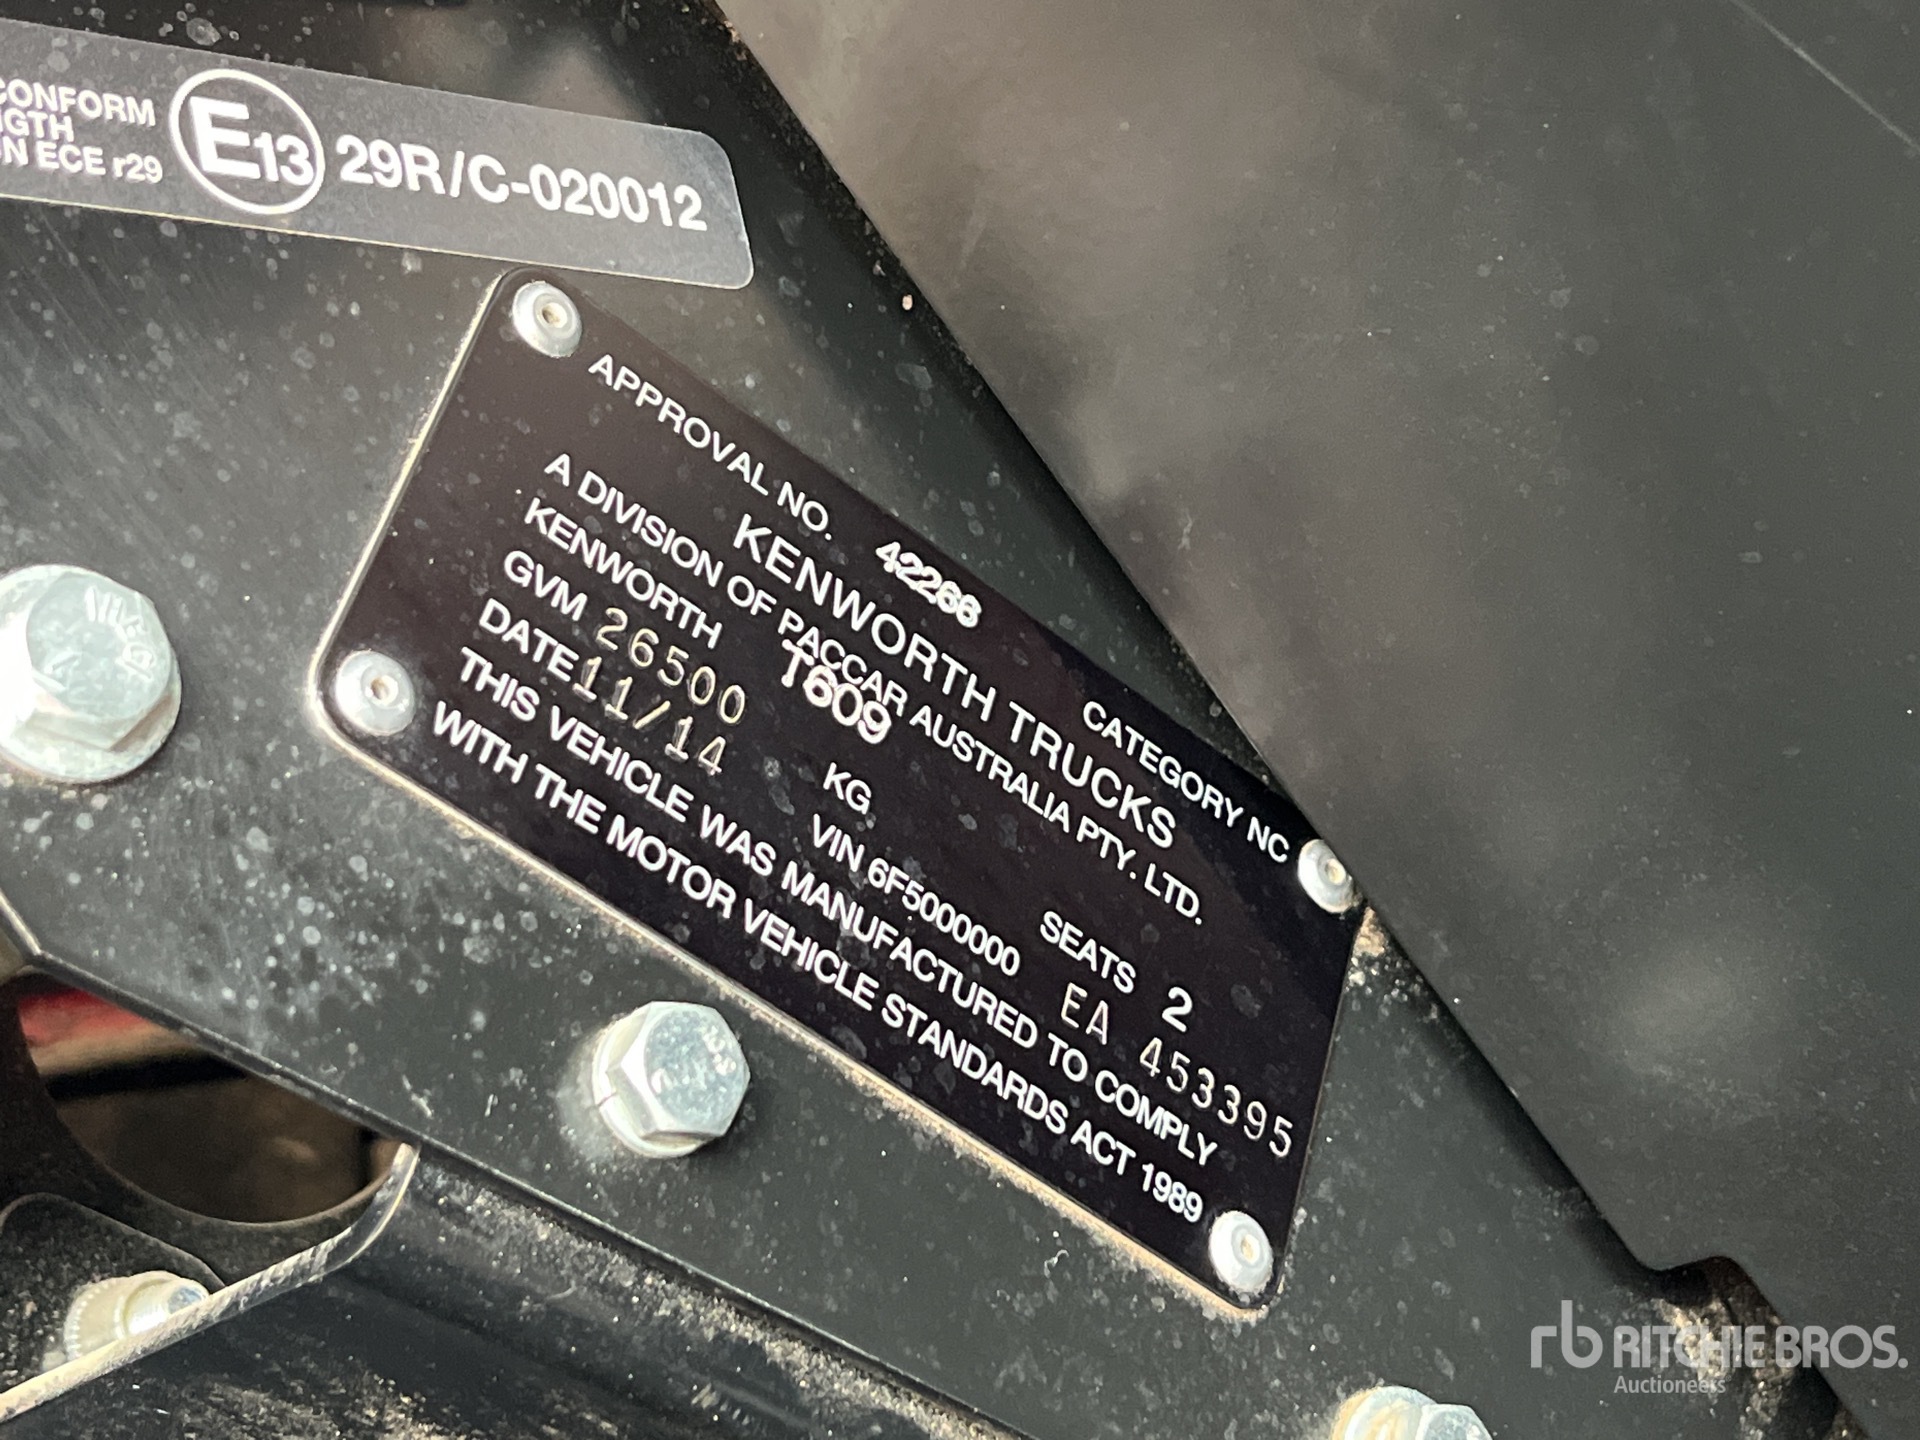 CONFORM
NGTH
N ECE r29
E13 29R/C-020012
APPROVAL NO. 42266 CATEGORY NC
KENWORTH TRUCKS
A DIVISION OF PACCAR AUSTRALIA PTY. LTD.
KENWORTH T609 SEATS 2
GVM 26500 KG
DATE 11/14 VIN 6F5000000 EA 453395
THIS VEHICLE WAS MANUFACTURED TO COMPLY
WITH THE MOTOR VEHICLE STANDARDS ACT 1989
rb RITCHIE BROS.
Auctioneers